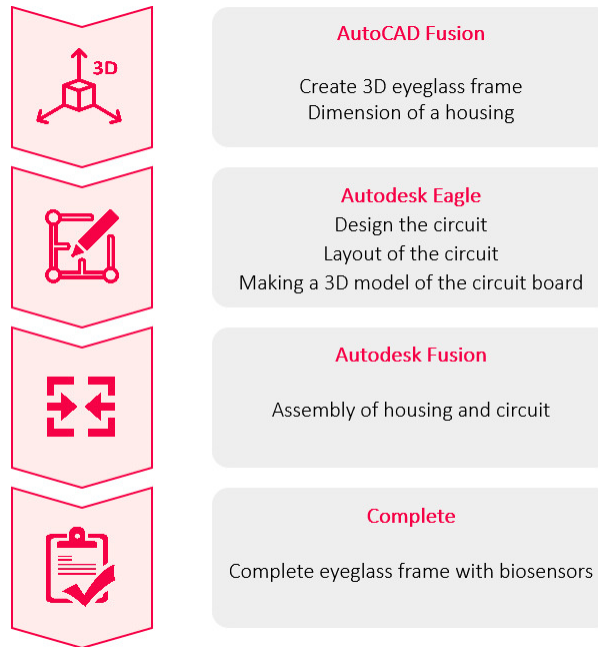 3D
AutoCAD Fusion
Create 3D eyeglass frame
Dimension of a housing
Autodesk Eagle
Design the circuit
Layout of the circuit
Making a 3D model of the circuit board
Autodesk Fusion
Assembly of housing and circuit
Complete
Complete eyeglass frame with biosensors